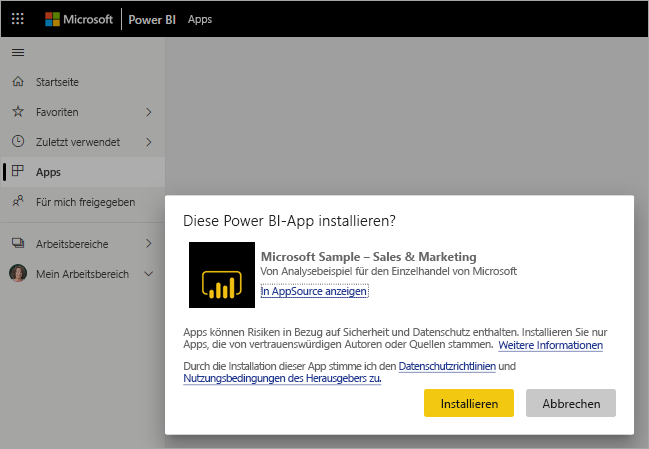 Microsoft Power BI Apps
Startseite
Favoriten
Zuletzt verwendet
Apps
Für mich freigegeben
Arbeitsbereiche
Mein Arbeitsbereich
Diese Power BI-App installieren?
Microsoft Sample – Sales & Marketing
Von Analysebeispiel für den Einzelhandel von Microsoft
In AppSource anzeigen
Apps können Risiken in Bezug auf Sicherheit und Datenschutz enthalten. Installieren Sie nur
Apps, die von vertrauenswürdigen Autoren oder Quellen stammen. Weitere Informationen
Durch die Installation dieser App stimme ich den Datenschutzrichtlinien und
Nutzungsbedingungen des Herausgebers zu.
Installieren Abbrechen